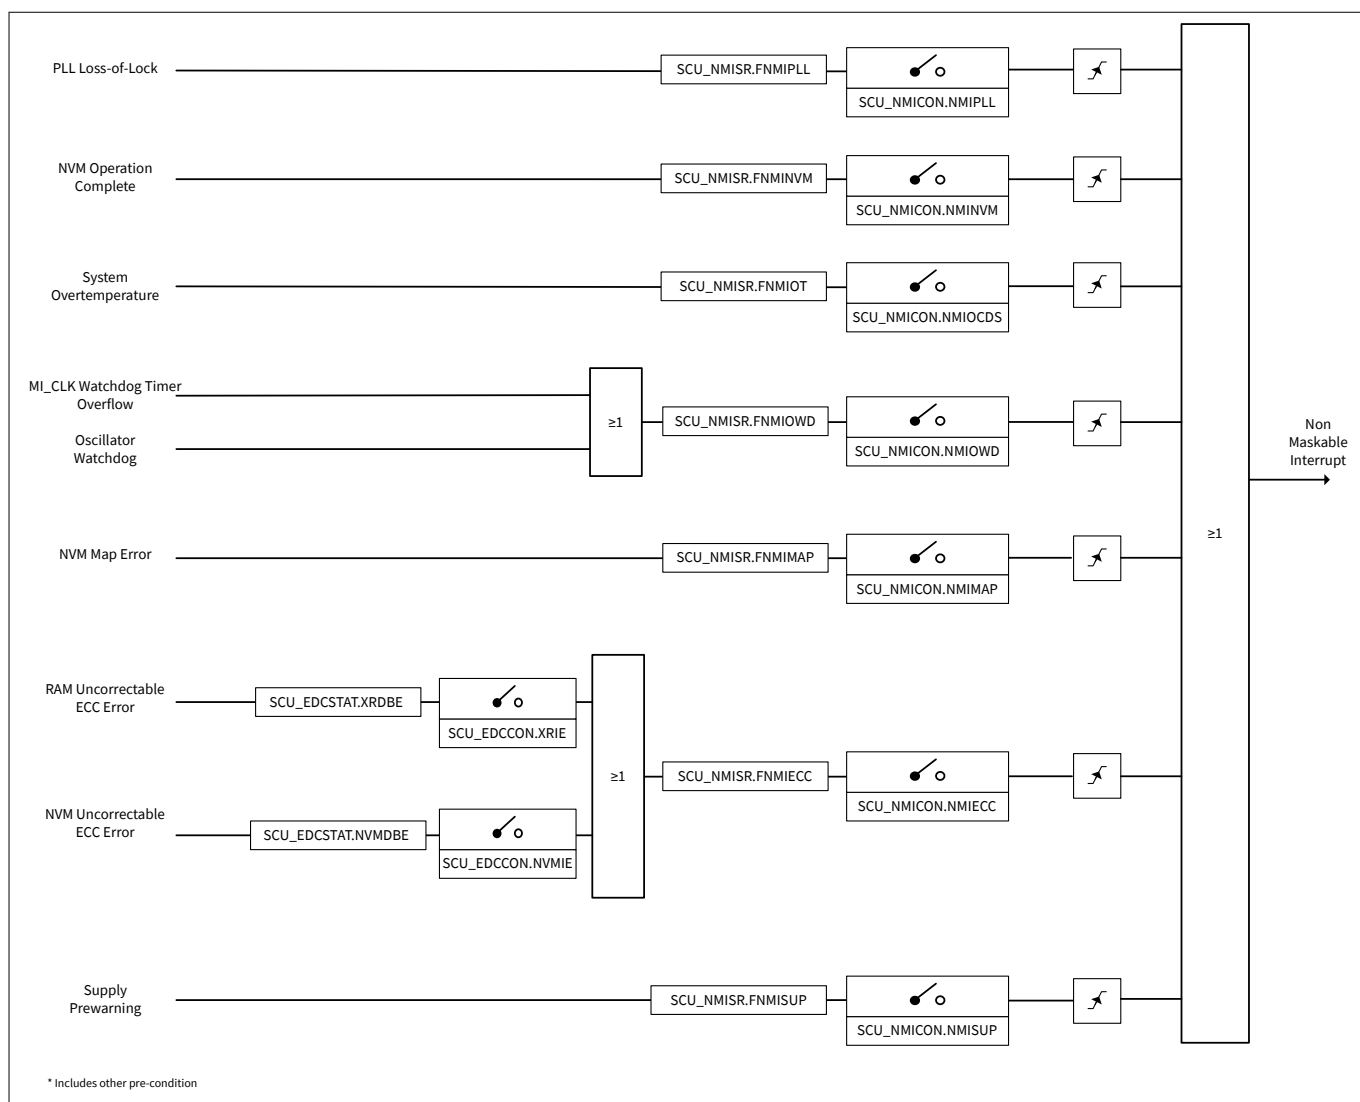 PLL Loss-of-Lock
SCU_NMISR.FNMIPLL
SCU_NMICON.NMIPLL
NVM Operation
Complete
SCU_NMISR.FNMINVM
SCU_NMICON.NMINVM
System
Overtemperature
SCU_NMISR.FNMIOT
SCU_NMICON.NMIOCDS
MI_CLK Watchdog Timer
Overflow
Oscillator
Watchdog
≥1
SCU_NMISR.FNMIOWD
SCU_NMICON.NMIOWD
NVM Map Error
SCU_NMISR.FNMIMAP
SCU_NMICON.NMIMAP
RAM Uncorrectable
ECC Error
SCU_EDCSTAT.XRDBE
SCU_EDCCON.XRIE
NVM Uncorrectable
ECC Error
SCU_EDCSTAT.NVMDBE
SCU_EDCCON.NVMIE
≥1
SCU_NMISR.FNMIECC
SCU_NMICON.NMIECC
Supply
Prewarning
SCU_NMISR.FNMISUP
SCU_NMICON.NMISUP
≥1
Non
Maskable
Interrupt
* Includes other pre-condition